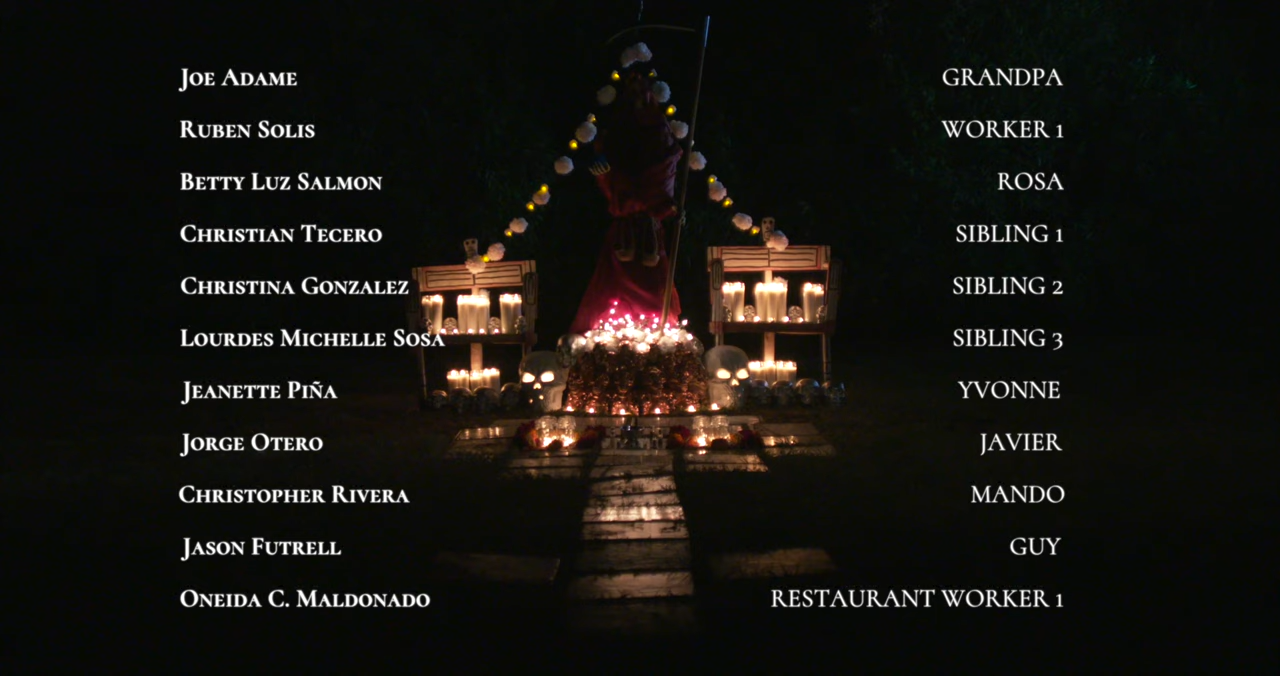 Joe Adame GRANDPA
Ruben Solis WORKER 1
Betty Luz Salmon ROSA
Christian Tecero SIBLING 1
Christina Gonzalez SIBLING 2
Lourdes Michelle Sosa SIBLING 3
Jeanette Piña YVONNE
Jorge Otero JAVIER
Christopher Rivera MANDO
Jason Futrell GUY
Oneida C. Maldonado RESTAURANT WORKER 1